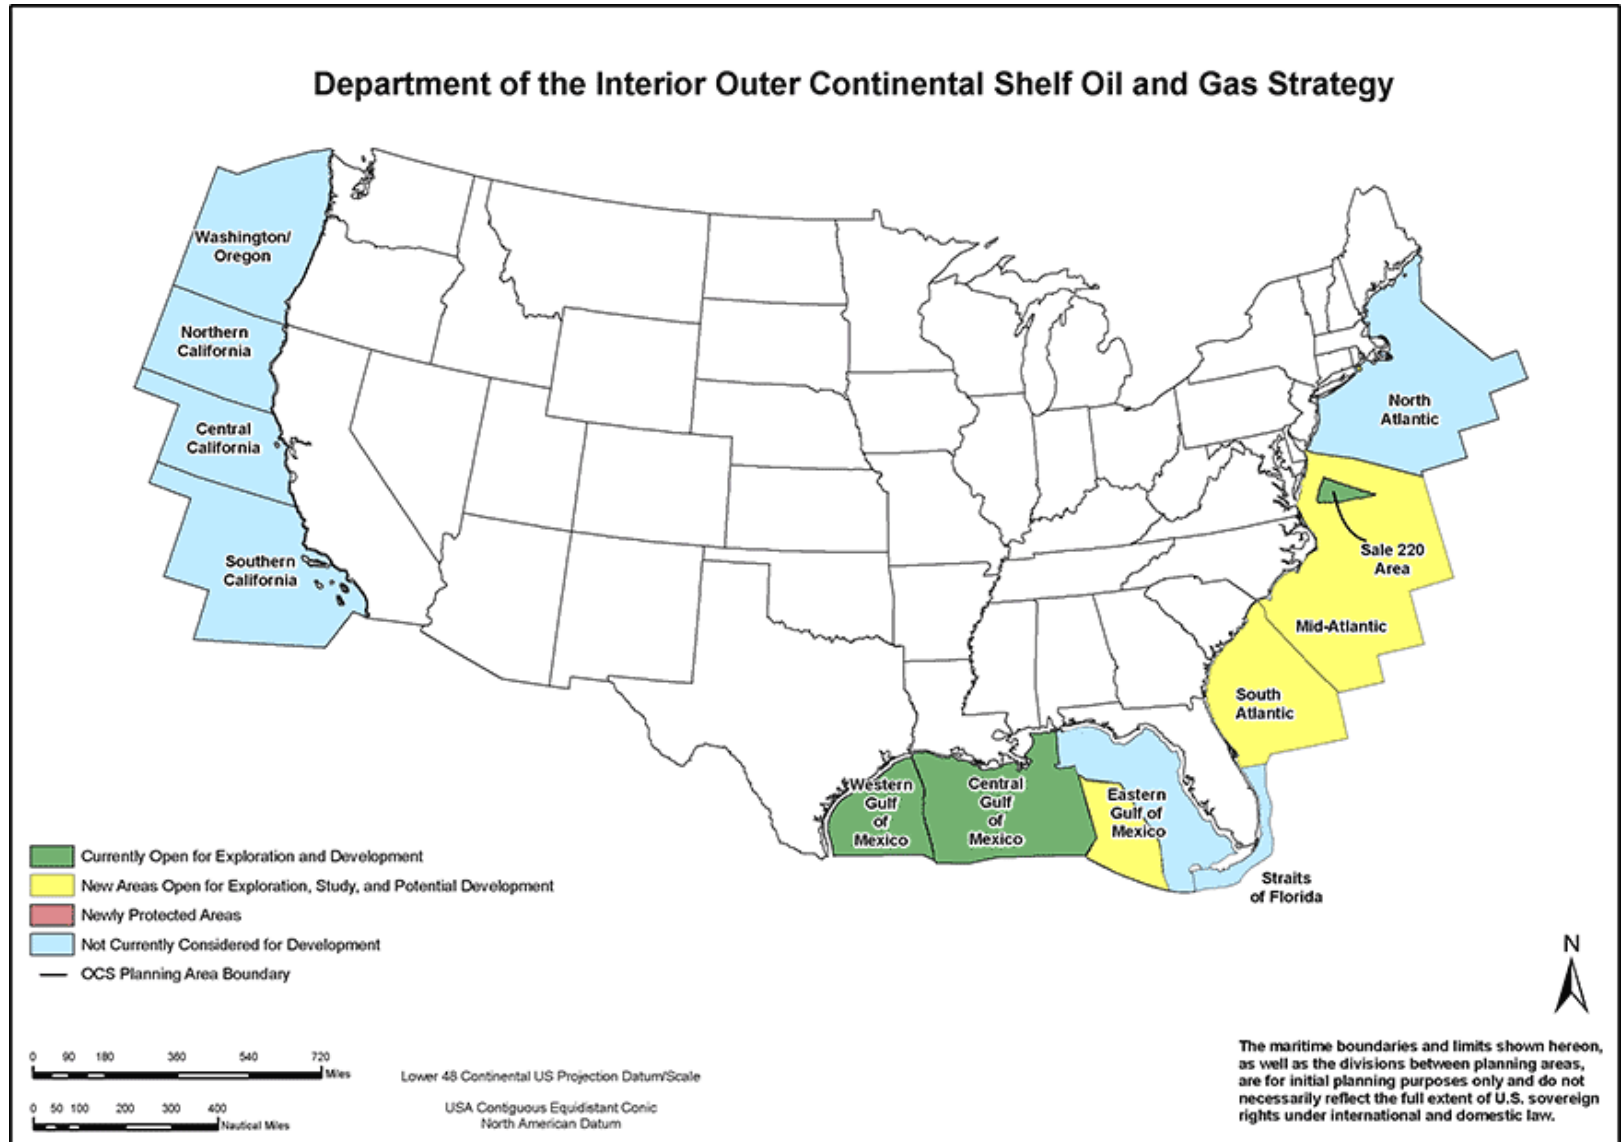 Department of the Interior Outer Continental Shelf Oil and Gas Strategy
Washington/
Oregon
Northern
California
Central
California
Southern
California
North
Atlantic
Sale 220
Area
Mid-Atlantic
South
Atlantic
Western
Gulf
of
Mexico
Central
Gulf
of
Mexico
Eastern
Gulf of
Mexico
Straits
of Florida
Currently Open for Exploration and Development
New Areas Open for Exploration, Study, and Potential Development
Newly Protected Areas
Not Currently Considered for Development
OCS Planning Area Boundary
N
0 90 180 360 540 720
Miles
0 50 100 200 300 400
Nautical Miles
Lower 48 Continental US Projection Datum/Scale
USA Contiguous Equidistant Conic
North American Datum
The maritime boundaries and limits shown hereon,
as well as the divisions between planning areas,
are for initial planning purposes only and do not
necessarily reflect the full extent of U.S. sovereign
rights under international and domestic law.